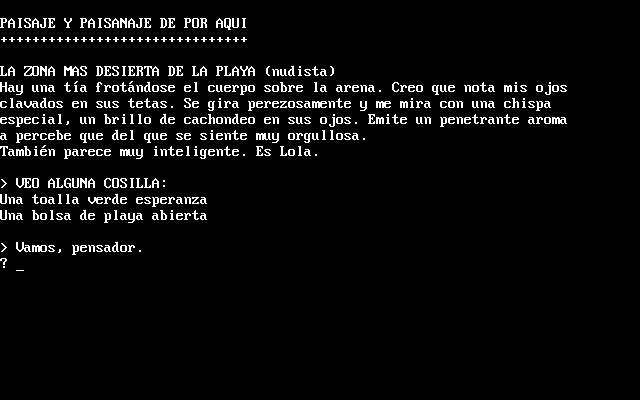 PAISAJE Y PAISANAJE DE POR AQUI
+++++++++++++++++++++++++++++++
LA ZONA MAS DESIERTA DE LA PLAYA (nudista)
Hay una tía frotándose el cuerpo sobre la arena. Creo que nota mis ojos
clavados en sus tetas. Se gira perezosamente y me mira con una chispa
especial, un brillo de cachondeo en sus ojos. Emite un penetrante aroma
a percebe que del que se siente muy orgullosa.
También parece muy inteligente. Es Lola.
> VEO ALGUNA COSILLA:
Una toalla verde esperanza
Una bolsa de playa abierta
> Vamos, pensador.
? _